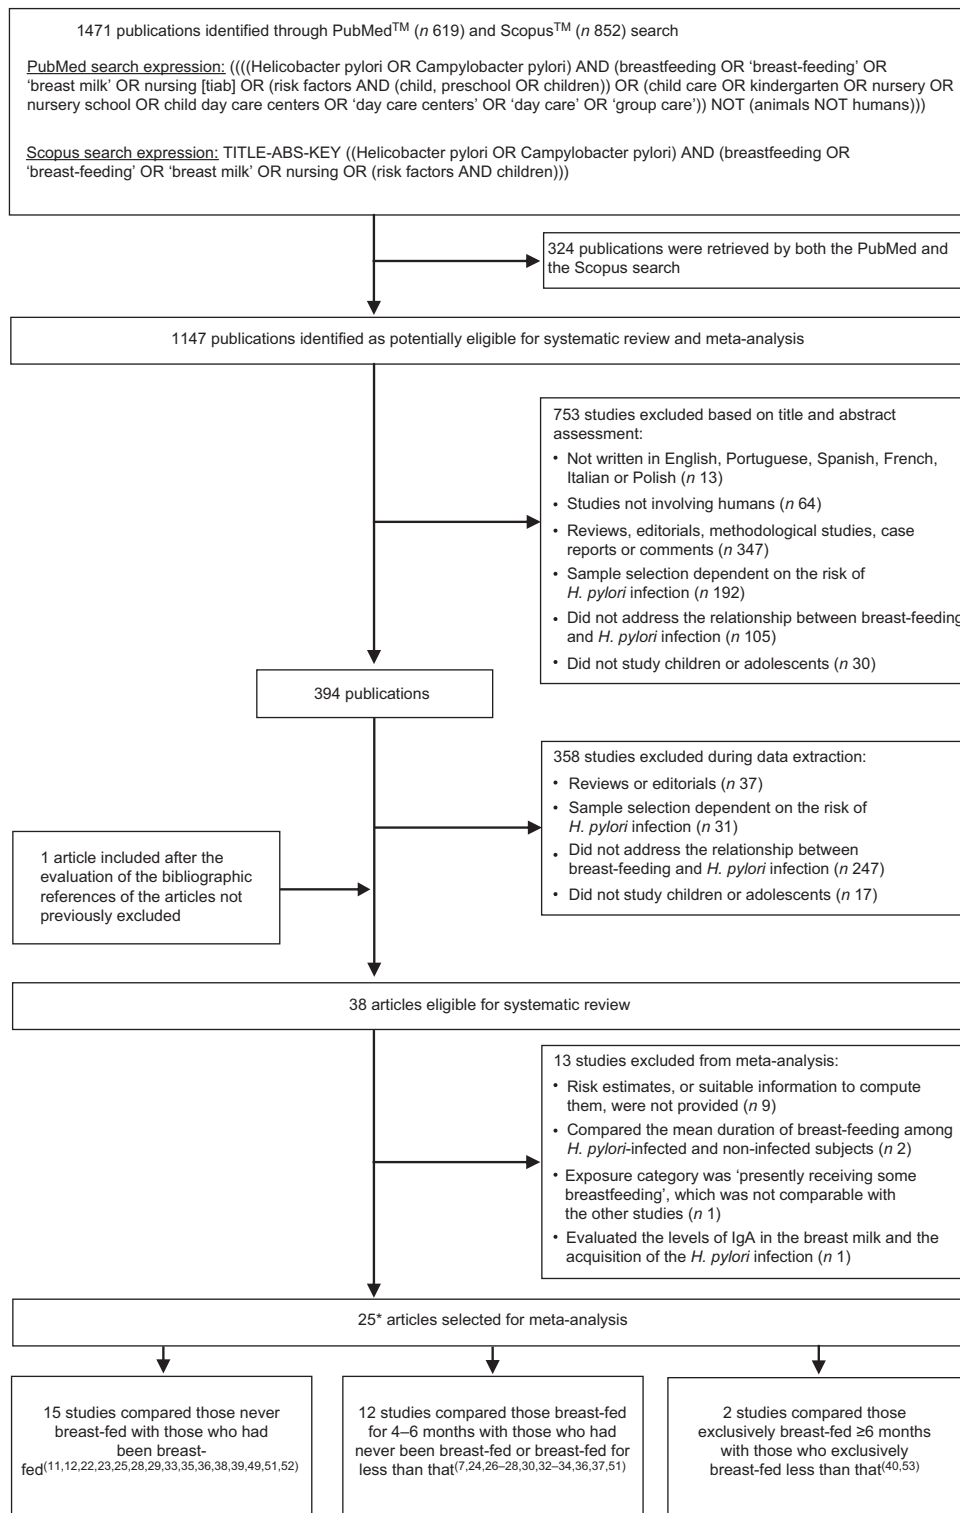 1471 publications identified through PubMed™ (n 619) and Scopus™ (n 852) search
PubMed search expression: ((((Helicobacter pylori OR Campylobacter pylori) AND (breastfeeding OR ‘breast-feeding’ OR
‘breast milk’ OR nursing [tiab] OR (risk factors AND (child, preschool OR children)) OR (child care OR kindergarten OR nursery OR
nursery school OR child day care centers OR ‘day care centers’ OR ‘day care’ OR ‘group care’)) NOT (animals NOT humans)))
Scopus search expression: TITLE-ABS-KEY ((Helicobacter pylori OR Campylobacter pylori) AND (breastfeeding OR
‘breast-feeding’ OR ‘breast milk’ OR nursing OR (risk factors AND children)))
324 publications were retrieved by both the PubMed and
the Scopus search
1147 publications identified as potentially eligible for systematic review and meta-analysis
753 studies excluded based on title and abstract
assessment:
• Not written in English, Portuguese, Spanish, French,
Italian or Polish (n 13)
• Studies not involving humans (n 64)
• Reviews, editorials, methodological studies, case
reports or comments (n 347)
• Sample selection dependent on the risk of
H. pylori infection (n 192)
• Did not address the relationship between breast-feeding
and H. pylori infection (n 105)
• Did not study children or adolescents (n 30)
394 publications
358 studies excluded during data extraction:
• Reviews or editorials (n 37)
• Sample selection dependent on the risk of
H. pylori infection (n 31)
• Did not address the relationship between
breast-feeding and H. pylori infection (n 247)
• Did not study children or adolescents (n 17)
1 article included after the
evaluation of the bibliographic
references of the articles not
previously excluded
38 articles eligible for systematic review
13 studies excluded from meta-analysis:
• Risk estimates, or suitable information to compute
them, were not provided (n 9)
• Compared the mean duration of breast-feeding among
H. pylori-infected and non-infected subjects (n 2)
• Exposure category was ‘presently receiving some
breastfeeding’, which was not comparable with
the other studies (n 1)
• Evaluated the levels of IgA in the breast milk and the
acquisition of the H. pylori infection (n 1)
25* articles selected for meta-analysis
15 studies compared those never
breast-fed with those who had
been breast-
fed(11,12,22,23,25,28,29,33,35,36,38,39,49,51,52)
12 studies compared those breast-fed
for 4–6 months with those who had
never been breast-fed or breast-fed for
less than that(7,24,26–28,30,32–34,36,37,51)
2 studies compared those
exclusively breast-fed ≥6 months
with those who exclusively
breast-fed less than that(40,53)